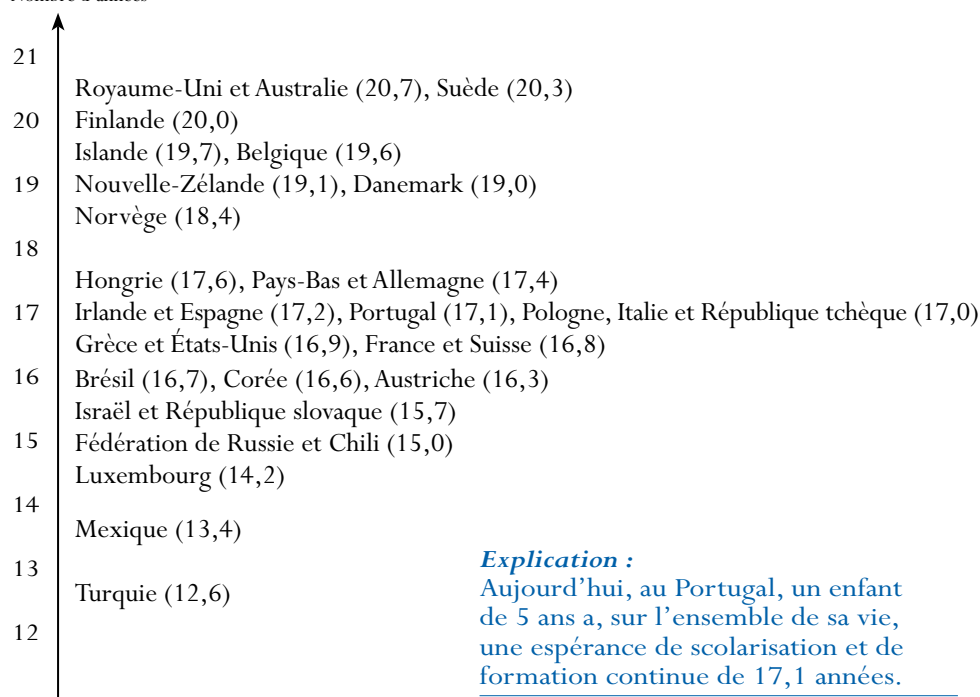 Nombre d'années
21
Royaume-Uni et Australie (20,7), Suède (20,3)
20 Finlande (20,0)
Islande (19,7), Belgique (19,6)
19 Nouvelle-Zélande (19,1), Danemark (19,0)
Norvège (18,4)
18
Hongrie (17,6), Pays-Bas et Allemagne (17,4)
17 Irlande et Espagne (17,2), Portugal (17,1), Pologne, Italie et République tchèque (17,0)
Grèce et États-Unis (16,9), France et Suisse (16,8)
16 Brésil (16,7), Corée (16,6), Austriche (16,3)
Israël et République slovaque (15,7)
15 Fédération de Russie et Chili (15,0)
Luxembourg (14,2)
14
Mexique (13,4)
13
Turquie (12,6)
12
Explication :
Aujourd'hui, au Portugal, un enfant
de 5 ans a, sur l'ensemble de sa vie,
une espérance de scolarisation et de
formation continue de 17,1 années.